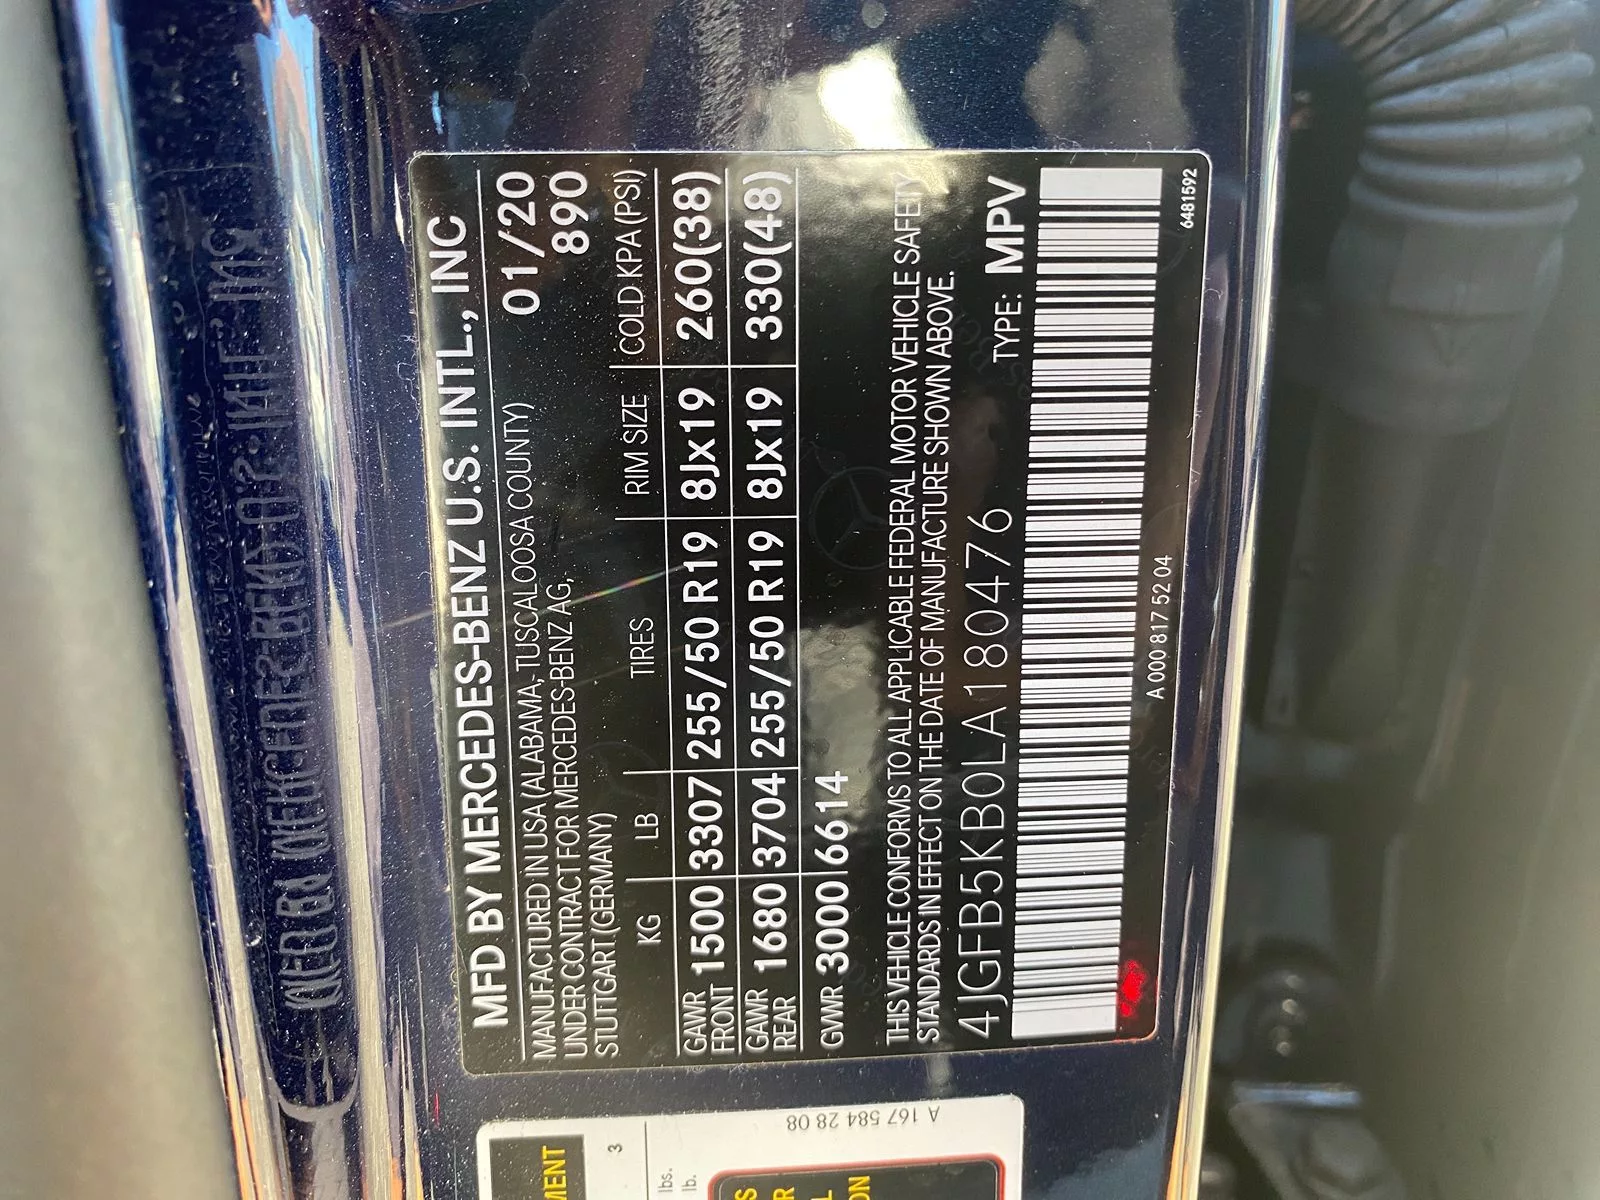 MFD BY MERCEDES-BENZ U.S. INTL., INC
MANUFACTURED IN USA (ALABAMA, TUSCALOOSA COUNTY) 01/20
UNDER CONTRACT FOR MERCEDES-BENZ AG, 890
STUTTGART (GERMANY)
KG LB TIRES RIM SIZE COLD KPA (PSI)
GAWR FRONT 1500 3307 255/50 R19 8Jx19 260(38)
GAWR REAR 1680 3704 255/50 R19 8Jx19 330(48)
GWWR 3000 6614
THIS VEHICLE CONFORMS TO ALL APPLICABLE FEDERAL MOTOR VEHICLE SAFETY
STANDARDS IN EFFECT ON THE DATE OF MANUFACTURE SHOWN ABOVE.
4JGFB5KB0LA180476 TYPE: MPV
A 000 817 52 04
6481592
A 167 584 28 08
3
lbs.
lb.